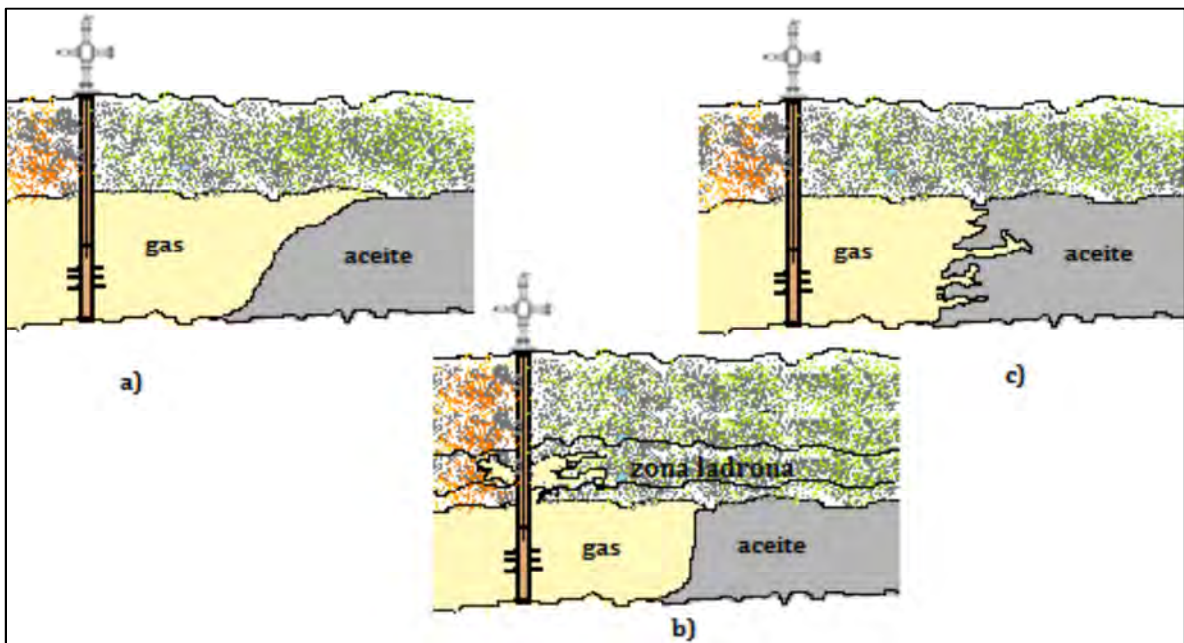 gas
aceite
a)
gas
aceite
c)
zona ladrona
gas
aceite
b)